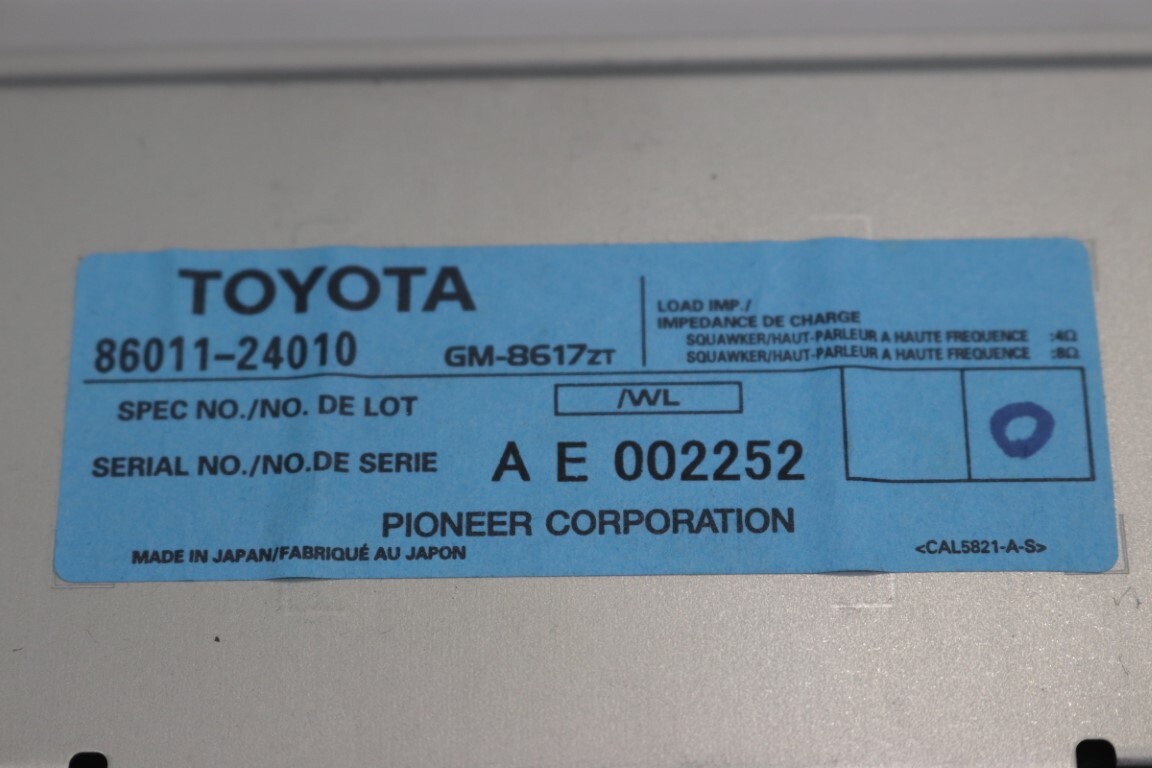 TOYOTA
86011-24010 GM-8617ZT
LOAD IMP./
IMPEDANCE DE CHARGE
SQUAWKER/HAUT-PARLEUR A HAUTE FREQUENCE :4Ω
SQUAWKER/HAUT-PARLEUR A HAUTE FREQUENCE :8Ω
SPEC NO./NO. DE LOT /WL
SERIAL NO./NO.DE SERIE A E 002252
PIONEER CORPORATION
MADE IN JAPAN/FABRIQUÉ AU JAPON <CAL5821-A-S>